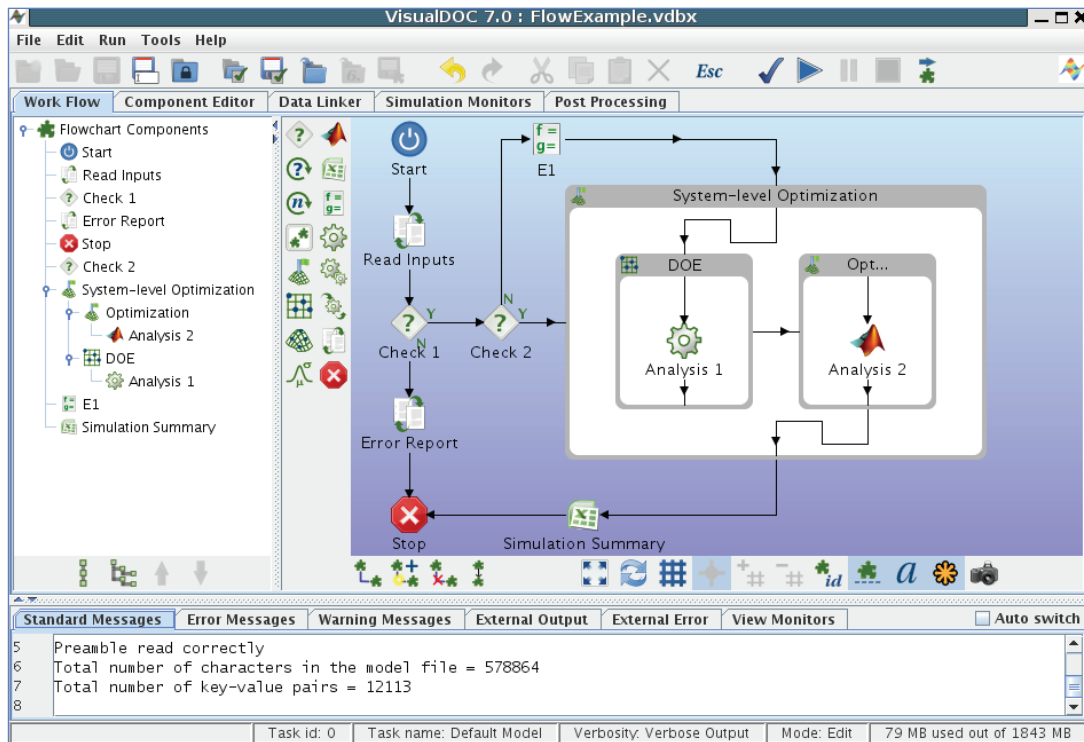 VisualDOC 7.0 : FlowExample.vdbx
File Edit Run Tools Help
Esc
Work Flow Component Editor Data Linker Simulation Monitors Post Processing
Flowchart Components
Start
Read Inputs
Check 1
Error Report
Stop
Check 2
System-level Optimization
Optimization
Analysis 2
DOE
Analysis 1
E1
Simulation Summary
? ?
n f = g=
μ σ
Start
f = g=
E1
System-level Optimization
Read Inputs
DOE
Opt...
? Y N
Check 1
? N Y
Check 2
Analysis 1
Analysis 2
Error Report
Stop
Simulation Summary
id a
Standard Messages Error Messages Warning Messages External Output External Error View Monitors Auto switch
5 Preamble read correctly
6 Total number of characters in the model file = 578864
7 Total number of key-value pairs = 12113
8
Task id: 0 Task name: Default Model Verbosity: Verbose Output Mode: Edit 79 MB used out of 1843 MB